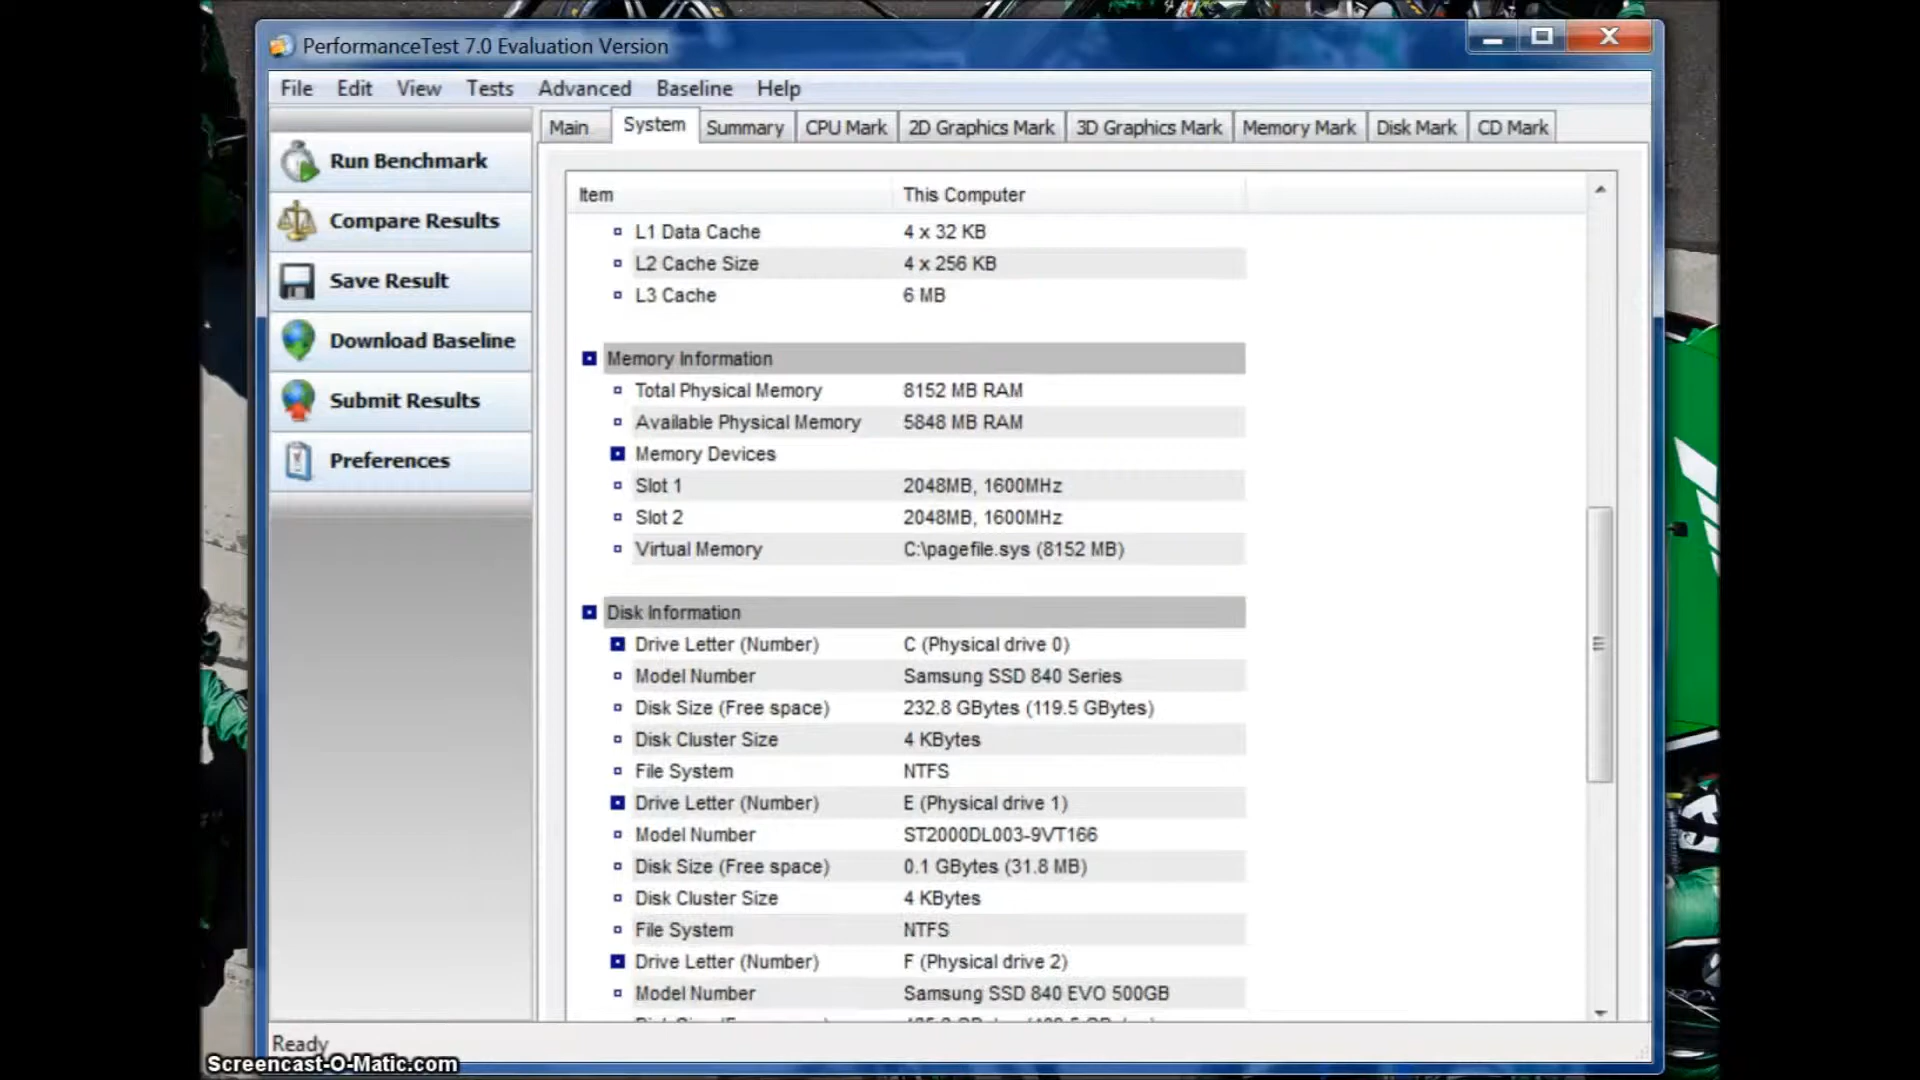 PerformanceTest 7.0 Evaluation Version
File Edit View Tests Advanced Baseline Help
Main System Summary CPU Mark 2D Graphics Mark 3D Graphics Mark Memory Mark Disk Mark CD Mark
Run Benchmark
Compare Results
Save Result
Download Baseline
Submit Results
Preferences
Item This Computer
L1 Data Cache 4 x 32 KB
L2 Cache Size 4 x 256 KB
L3 Cache 6 MB
Memory Information
Total Physical Memory 8152 MB RAM
Available Physical Memory 5848 MB RAM
Memory Devices
Slot 1 2048MB, 1600MHz
Slot 2 2048MB, 1600MHz
Virtual Memory C:\pagefile.sys (8152 MB)
Disk Information
Drive Letter (Number) C (Physical drive 0)
Model Number Samsung SSD 840 Series
Disk Size (Free space) 232.8 GBytes (119.5 GBytes)
Disk Cluster Size 4 KBytes
File System NTFS
Drive Letter (Number) E (Physical drive 1)
Model Number ST2000DL003-9VT166
Disk Size (Free space) 0.1 GBytes (31.8 MB)
Disk Cluster Size 4 KBytes
File System NTFS
Drive Letter (Number) F (Physical drive 2)
Model Number Samsung SSD 840 EVO 500GB
Ready
Screencast-O-Matic.com